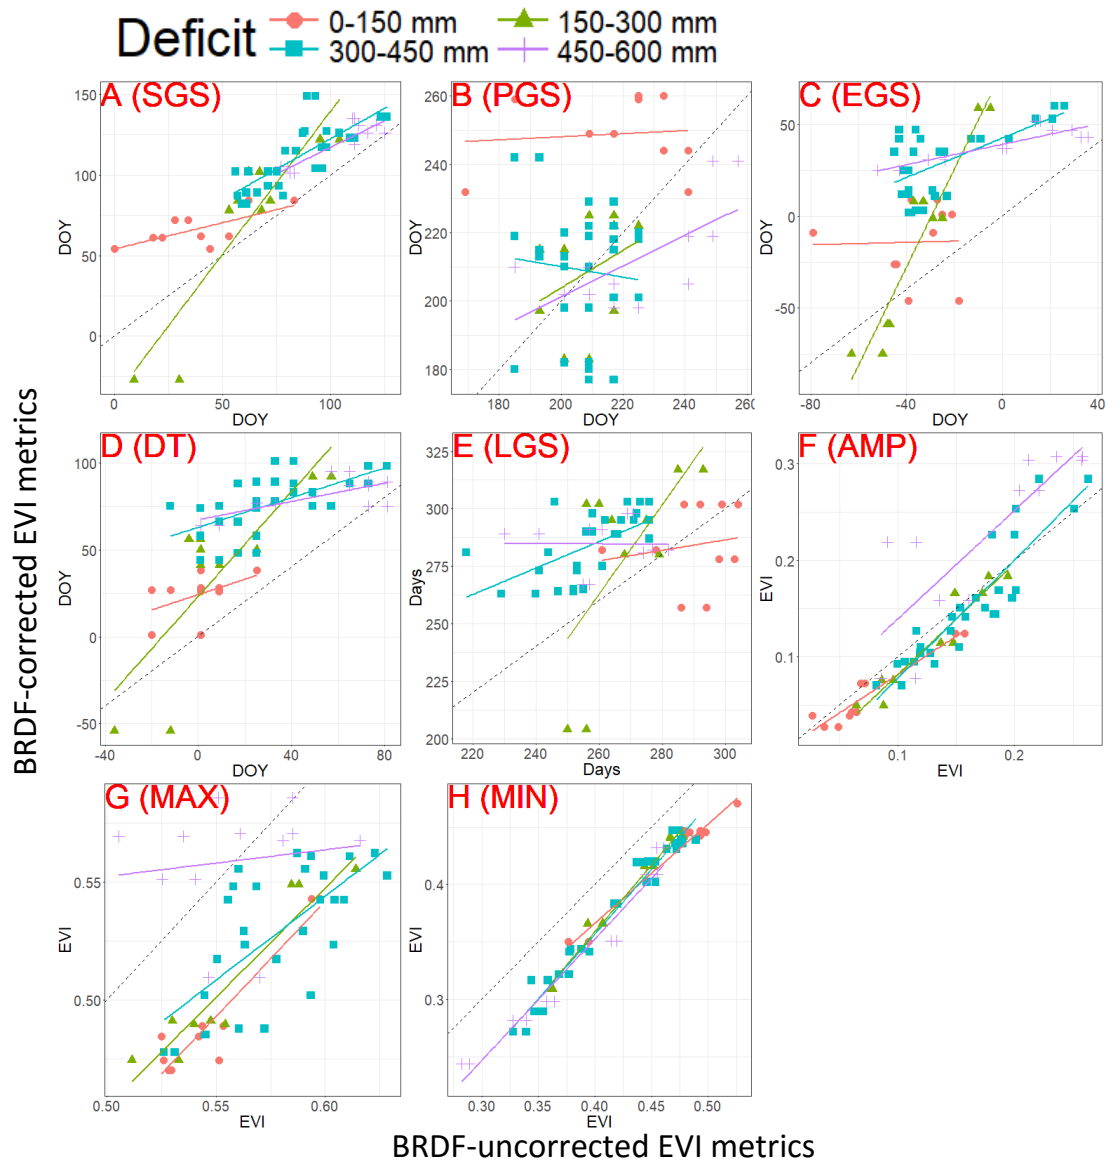 Deficit 0-150 mm 150-300 mm
300-450 mm 450-600 mm
A (SGS)
150
100
50
0
DOY
0 50 100
DOY
B (PGS)
260
240
220
200
180
DOY
180 200 220 240 26
DOY
C (EGS)
50
0
-50
DOY
-80 -40 0 40
DOY
D (DT)
100
50
0
-50
DOY
-40 0 40 80
DOY
E (LGS)
325
300
275
250
225
200
Days
220 240 260 280 300
Days
F (AMP)
0.3
0.2
0.1
EVI
0.1 0.2
EVI
G (MAX)
0.55
0.50
EVI
0.50 0.55 0.60
EVI
H (MIN)
0.4
0.3
EVI
0.30 0.35 0.40 0.45 0.50
EVI
BRDF-corrected EVI metrics
BRDF-uncorrected EVI metrics